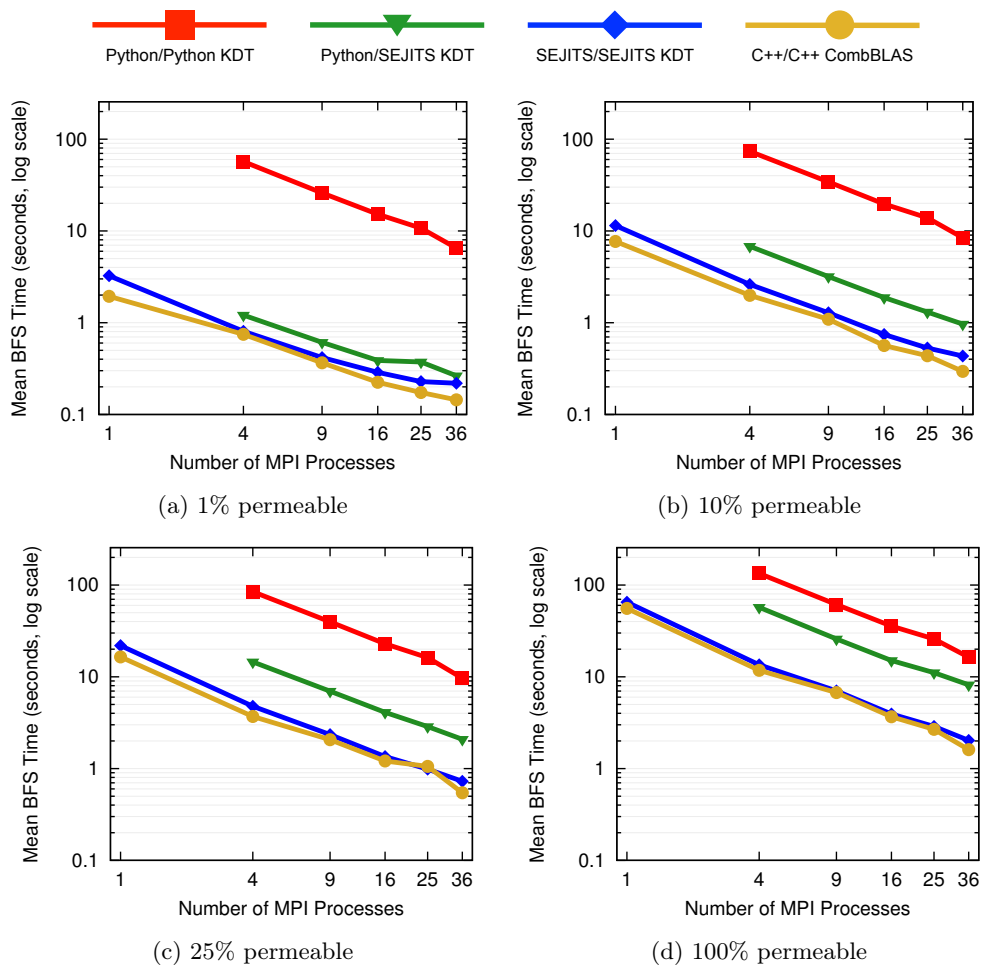 Python/Python KDT
Python/SEJITS KDT
SEJITS/SEJITS KDT
C++/C++ CombBLAS
Mean BFS Time (seconds, log scale)
100
10
1
0.1
1
4
9
16
25
36
Number of MPI Processes
(a) 1% permeable
Mean BFS Time (seconds, log scale)
100
10
1
0.1
1
4
9
16
25
36
Number of MPI Processes
(b) 10% permeable
Mean BFS Time (seconds, log scale)
100
10
1
0.1
1
4
9
16
25
36
Number of MPI Processes
(c) 25% permeable
Mean BFS Time (seconds, log scale)
100
10
1
0.1
1
4
9
16
25
36
Number of MPI Processes
(d) 100% permeable